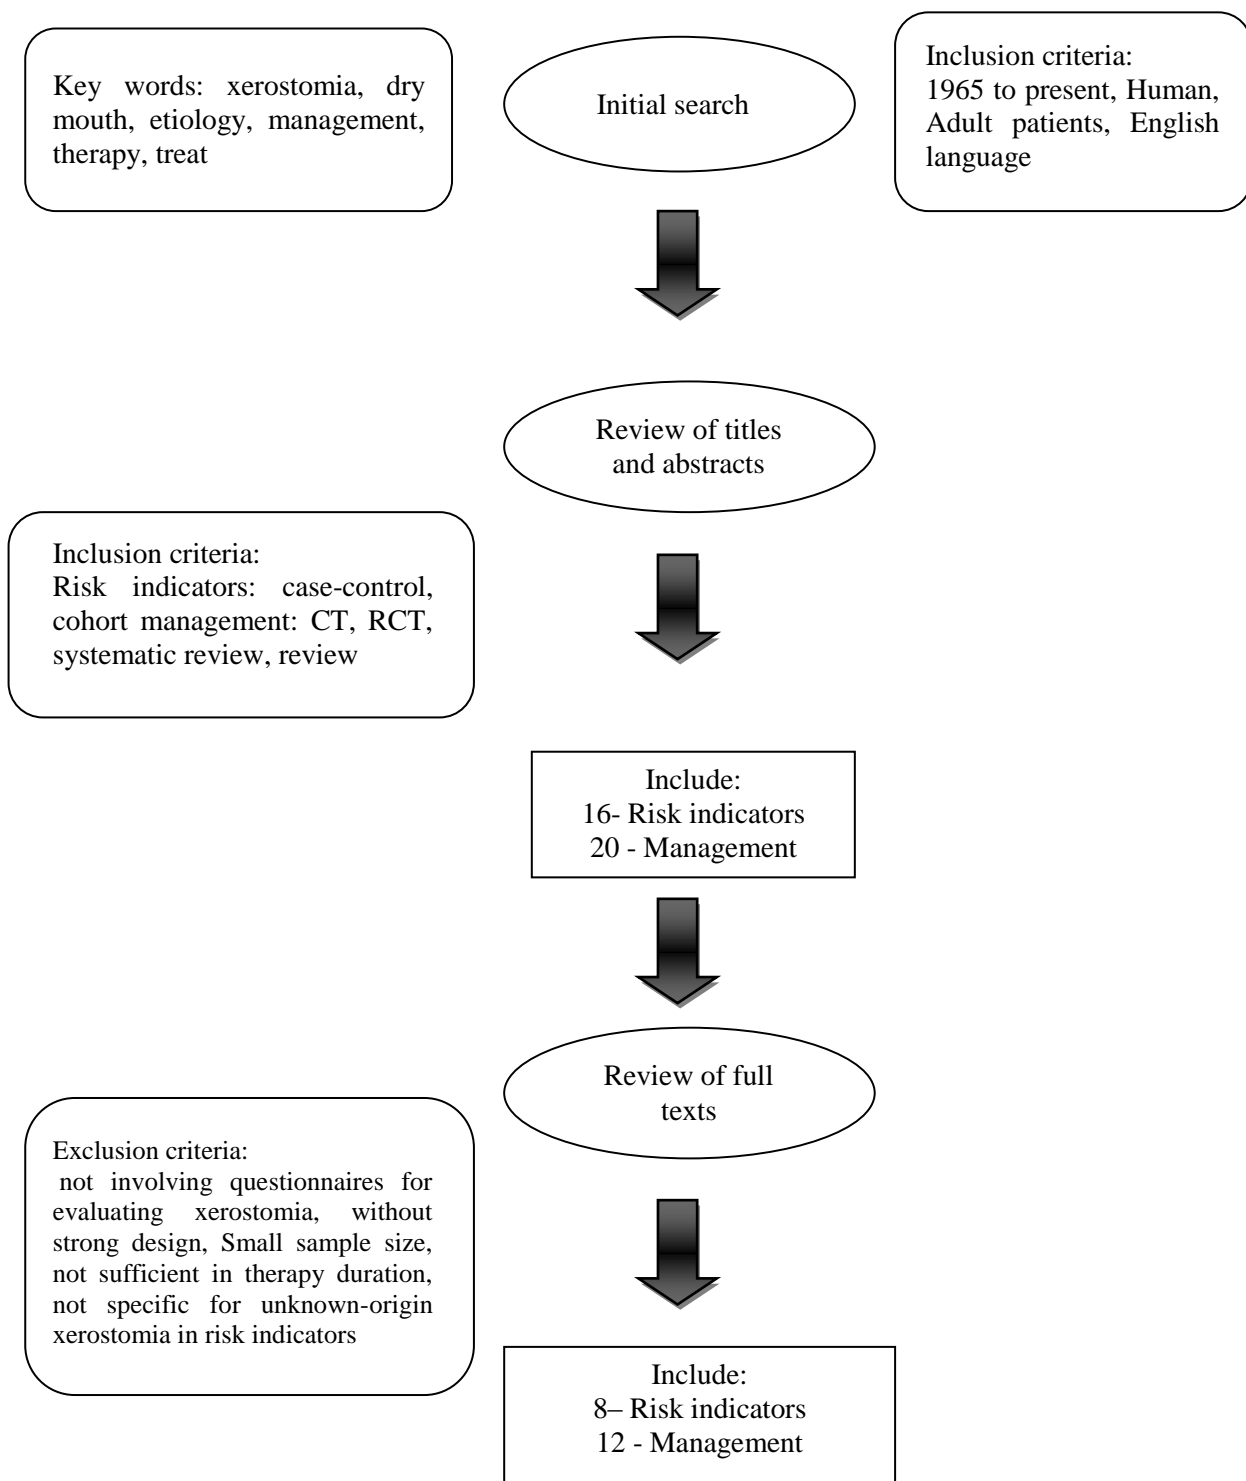 Key words: xerostomia, dry
mouth, etiology, management,
therapy, treat
Initial search
Inclusion criteria:
1965 to present, Human,
Adult patients, English
language
Review of titles
and abstracts
Inclusion criteria:
Risk indicators: case-control,
cohort management: CT, RCT,
systematic review, review
Include:
16- Risk indicators
20 - Management
Review of full
texts
Exclusion criteria:
not involving questionnaires for
evaluating xerostomia, without
strong design, Small sample size,
not sufficient in therapy duration,
not specific for unknown-origin
xerostomia in risk indicators
Include:
8– Risk indicators
12 - Management